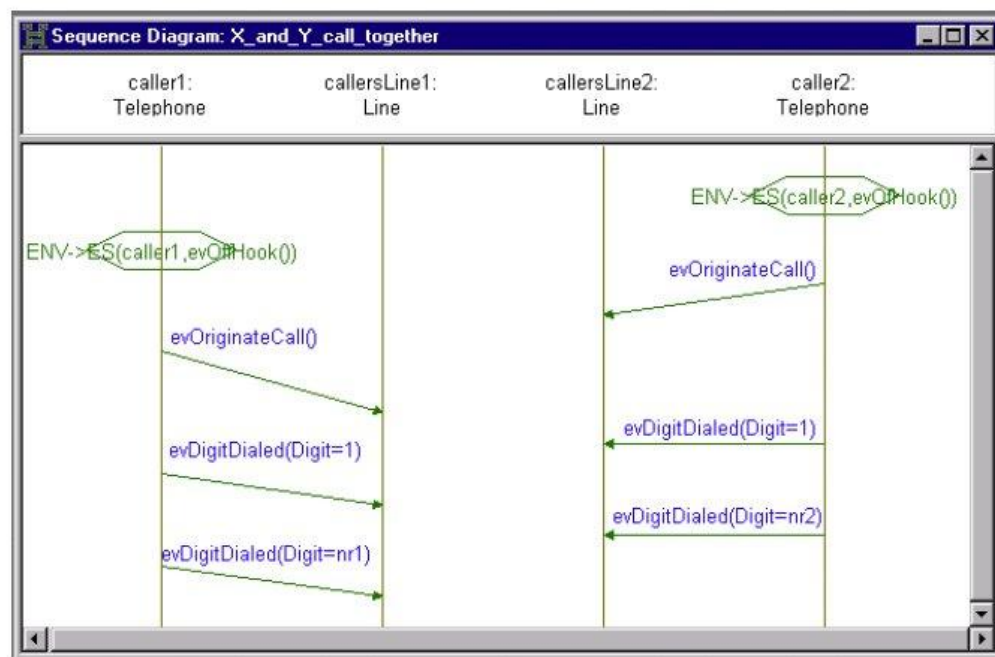 Sequence Diagram: X_and_Y_call_together
caller1:
Telephone
callersLine1:
Line
callersLine2:
Line
caller2:
Telephone
ENV->ES(caller2,evOffHook())
ENV->ES(caller1,evOffHook())
evOriginateCall()
evOriginateCall()
evDigitDialed(Digit=1)
evDigitDialed(Digit=1)
evDigitDialed(Digit=nr2)
evDigitDialed(Digit=nr1)